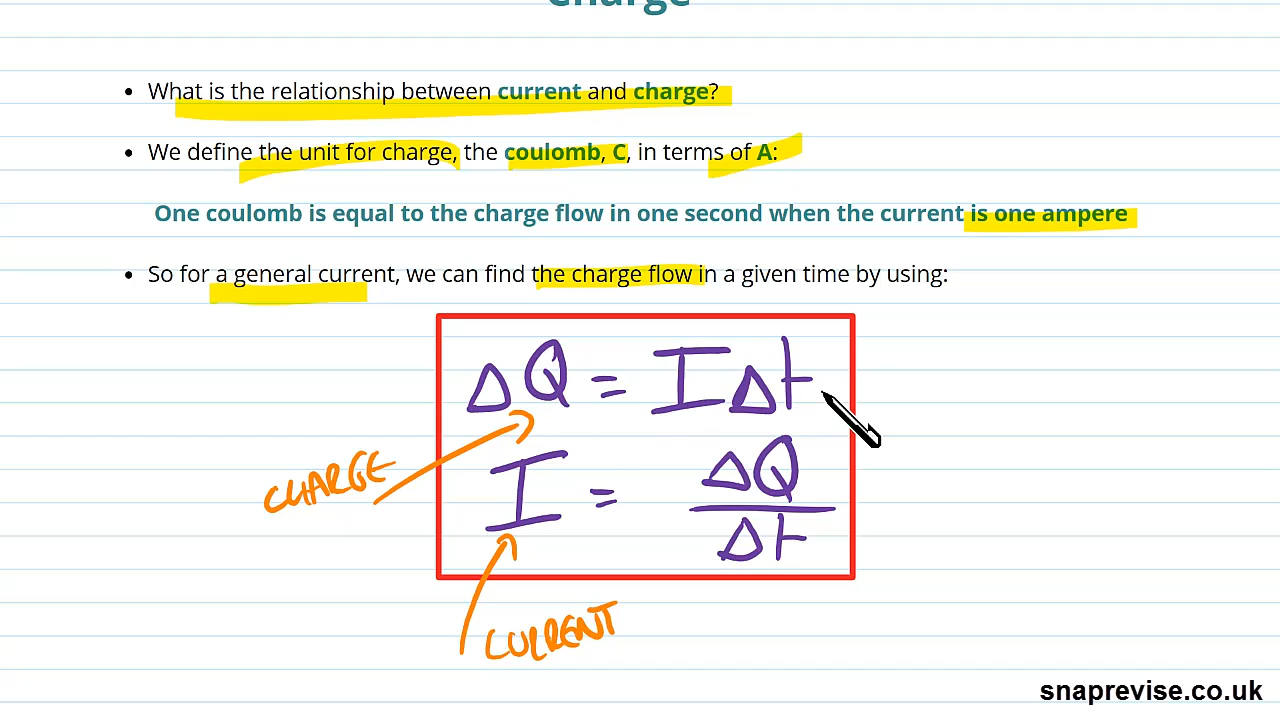 Charge
What is the relationship between current and charge?
We define the unit for charge, the coulomb, C, in terms of A:
One coulomb is equal to the charge flow in one second when the current is one ampere
So for a general current, we can find the charge flow in a given time by using:
ΔQ = IΔt
CHARGE
I = ΔQ/Δt
CURRENT
snaprevise.co.uk